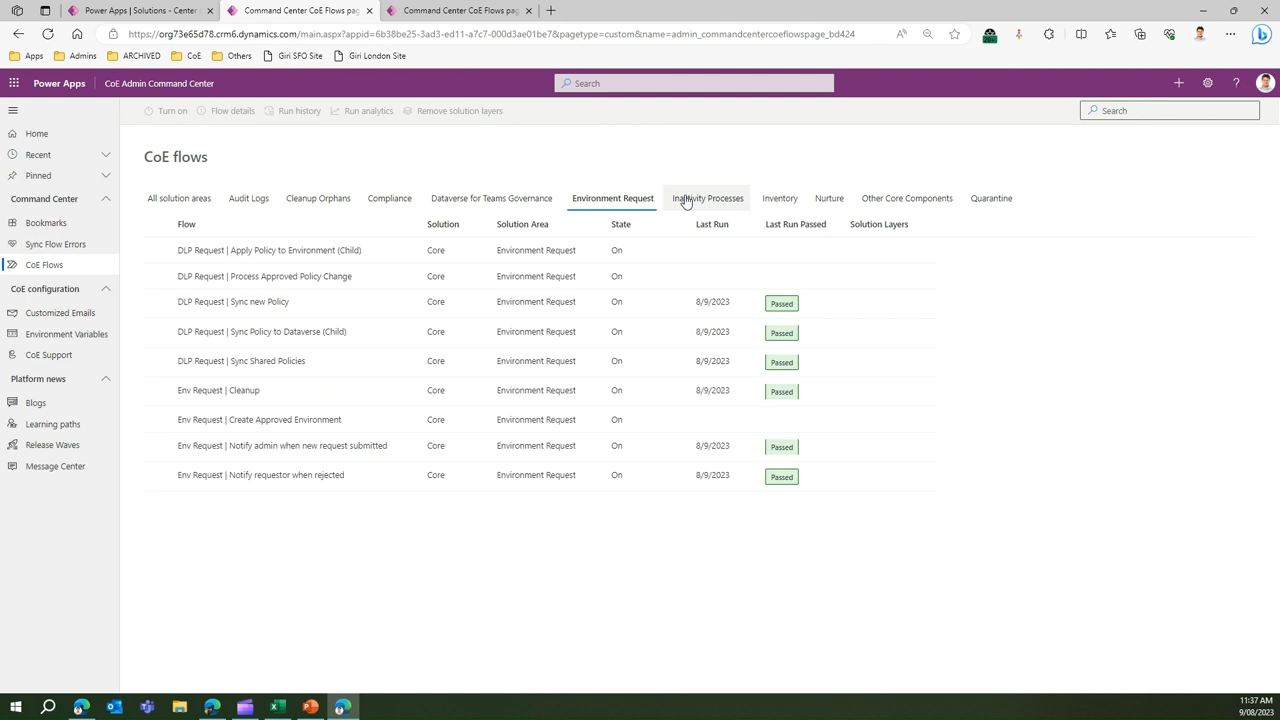 Power Apps | Solutions - Center o
Command Center CoE Flows page
Command Center CoE Flows page
https://org73e65d78.crm6.dynamics.com/main.aspx?appid=6b38be25-3ad3-ed11-a7c7-000d3ae01be7&pagetype=custom&name=admin_commandcentercoeflowspage_bd424
Apps Admins ARCHIVED CoE Others Giri SFO Site Giri London Site
Power Apps CoE Admin Command Center Search
Turn on Flow details Run history Run analytics Remove solution layers Search
Home
Recent
Pinned
Command Center
Bookmarks
Sync Flow Errors
CoE Flows
CoE configuration
Customized Emails
Environment Variables
CoE Support
Platform news
Blogs
Learning paths
Release Waves
Message Center
CoE flows
All solution areas Audit Logs Cleanup Orphans Compliance Dataverse for Teams Governance Environment Request Inactivity Processes Inventory Nurture Other Core Components Quarantine
Flow Solution Solution Area State Last Run Last Run Passed Solution Layers
DLP Request | Apply Policy to Environment (Child) Core Environment Request On
DLP Request | Process Approved Policy Change Core Environment Request On
DLP Request | Sync new Policy Core Environment Request On 8/9/2023 Passed
DLP Request | Sync Policy to Dataverse (Child) Core Environment Request On 8/9/2023 Passed
DLP Request | Sync Shared Policies Core Environment Request On 8/9/2023 Passed
Env Request | Cleanup Core Environment Request On 8/9/2023 Passed
Env Request | Create Approved Environment Core Environment Request On
Env Request | Notify admin when new request submitted Core Environment Request On 8/9/2023 Passed
Env Request | Notify requestor when rejected Core Environment Request On 8/9/2023 Passed
11:37 AM
9/08/2023